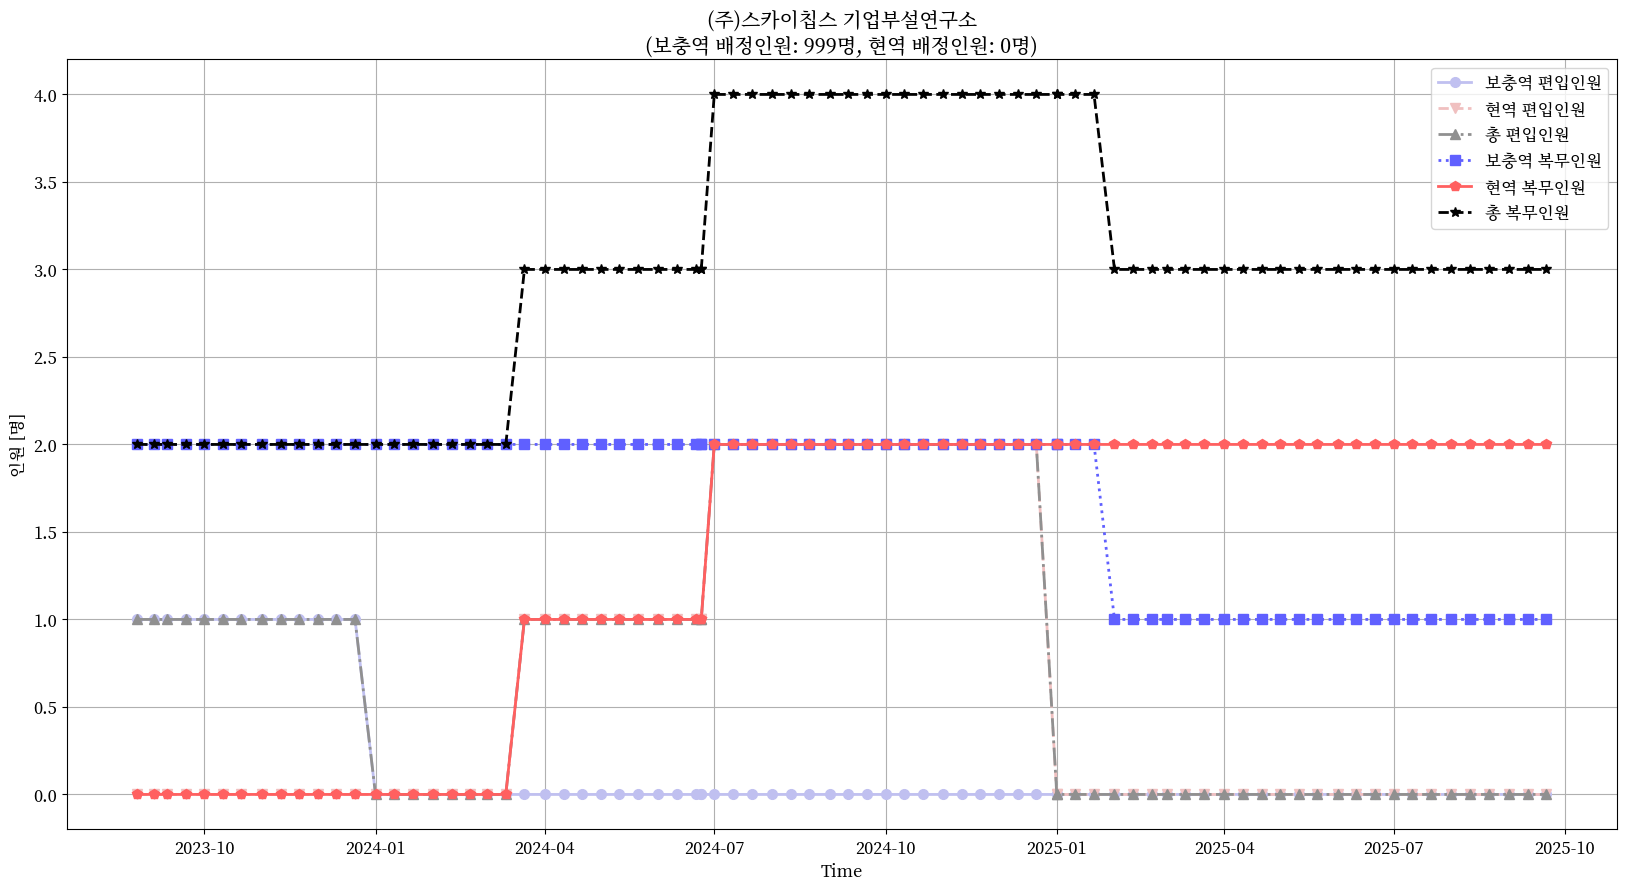 (주)스카이칩스 기업부설연구소
(보충역 배정인원: 999명, 현역 배정인원: 0명)
보충역 편입인원
현역 편입인원
총 편입인원
보충역 복무인원
현역 복무인원
총 복무인원
인원 [명]
4.0
3.5
3.0
2.5
2.0
1.5
1.0
0.5
0.0
2023-10
2024-01
2024-04
2024-07
2024-10
2025-01
2025-04
2025-07
2025-10
Time